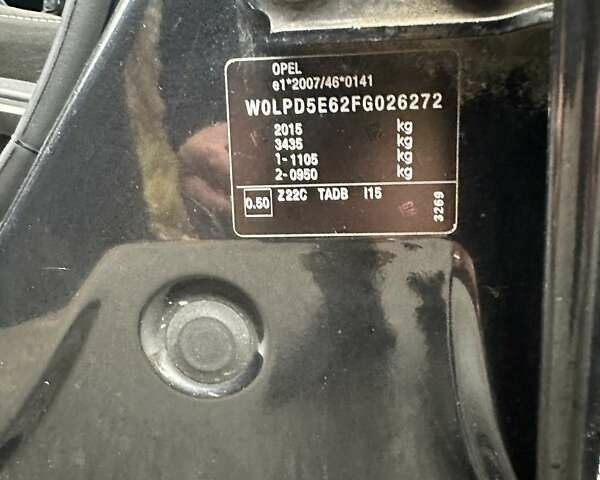 OPEL
e1*2007/46*0141
W0LPD5E62FG026272
2015 kg
3435 kg
1-1105 kg
2-0950 kg
0.50 Z22C TADB I15
3269